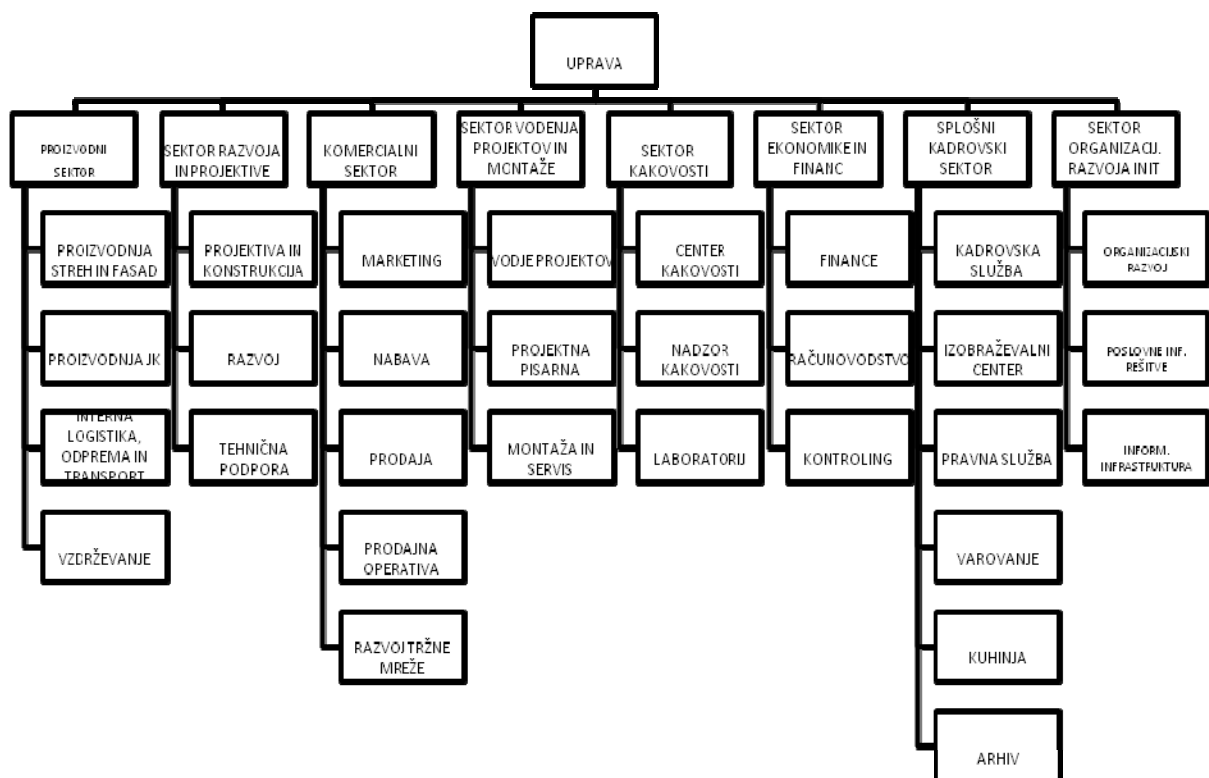 UPRAVA
PROIZVODNI
SEKTOR
SEKTOR RAZVOJA
IN PROJEKTIVE
KOMERCIALNI
SEKTOR
SEKTOR VODENJA
PROJEKTOV IN
MONTAŽE
SEKTOR
KAKOVOSTI
SEKTOR
EKONOMIKE IN
FINANC
SPLOŠNI
KADROVSKI
SEKTOR
SEKTOR
ORGANIZACIJ.
RAZVOJA IN IT
PROIZVODNJA
STREH IN FASAD
PROJEKTIVA IN
KONSTRUKCIJA
MARKETING
VODJE PROJEKTOV
CENTER
KAKOVOSTI
FINANCE
KADROVSKA
SLUŽBA
ORGANIZACIJSKI
RAZVOJ
PROIZVODNJA JK
RAZVOJ
NABAVA
PROJEKTNA
PISARNA
NADZOR
KAKOVOSTI
RAČUNOVODSTVO
IZOBRAŽEVALNI
CENTER
POSLOVNE INF.
REŠITVE
INTERNA
LOGISTIKA,
ODPREMA IN
TRANSPORT
TEHNIČNA
PODPORA
PRODAJA
MONTAŽA IN
SERVIS
LABORATORIJ
KONTROLING
PRAVNA SLUŽBA
INFORM.
INFRASTRUKTURA
VZDRŽEVANJE
PRODAJNA
OPERATIVA
VAROVANJE
RAZVOJ TRŽNE
MREŽE
KUHINJA
ARHIV